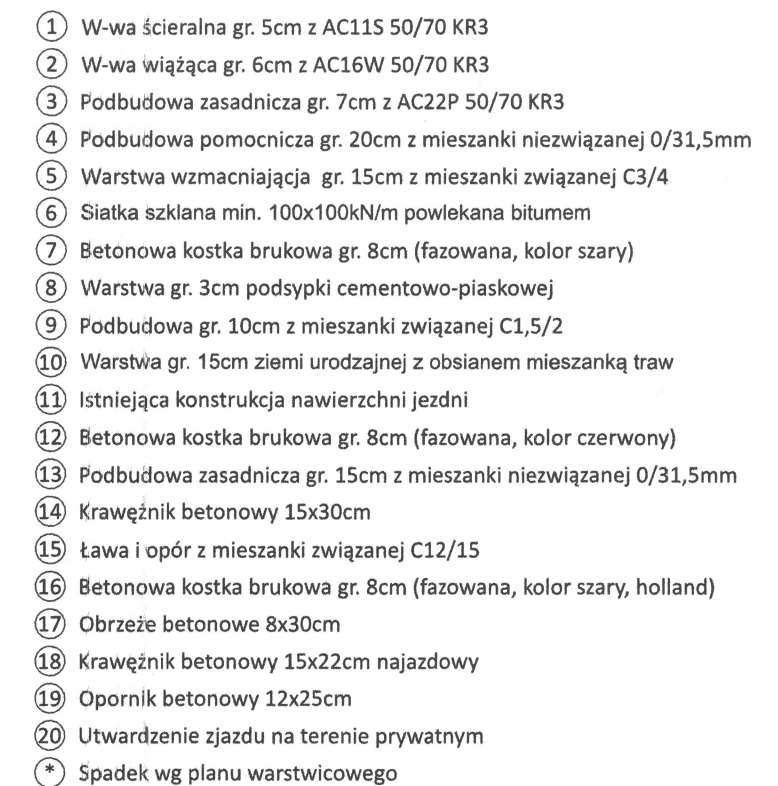 1 W-wa ścieralna gr. 5cm z AC11S 50/70 KR3
2 W-wa wiążąca gr. 6cm z AC16W 50/70 KR3
3 Podbudowa zasadnicza gr. 7cm z AC22P 50/70 KR3
4 Podbudowa pomocnicza gr. 20cm z mieszanki niezwiązanej 0/31,5mm
5 Warstwa wzmacniającja gr. 15cm z mieszanki związanej C3/4
6 Siatka szklana min. 100x100kN/m powlekana bitumem
7 Betonowa kostka brukowa gr. 8cm (fazowana, kolor szary)
8 Warstwa gr. 3cm podsypki cementowo-piaskowej
9 Podbudowa gr. 10cm z mieszanki związanej C1,5/2
10 Warstwa gr. 15cm ziemi urodzajnej z obsianem mieszanką traw
11 Istniejąca konstrukcja nawierzchni jezdni
12 Betonowa kostka brukowa gr. 8cm (fazowana, kolor czerwony)
13 Podbudowa zasadnicza gr. 15cm z mieszanki niezwiązanej 0/31,5mm
14 Krawężnik betonowy 15x30cm
15 Ława i opór z mieszanki związanej C12/15
16 Betonowa kostka brukowa gr. 8cm (fazowana, kolor szary, holland)
17 Obrzeże betonowe 8x30cm
18 Krawężnik betonowy 15x22cm najazdowy
19 Opornik betonowy 12x25cm
20 Utwardzenie zjazdu na terenie prywatnym
* Spadek wg planu warstwicowego